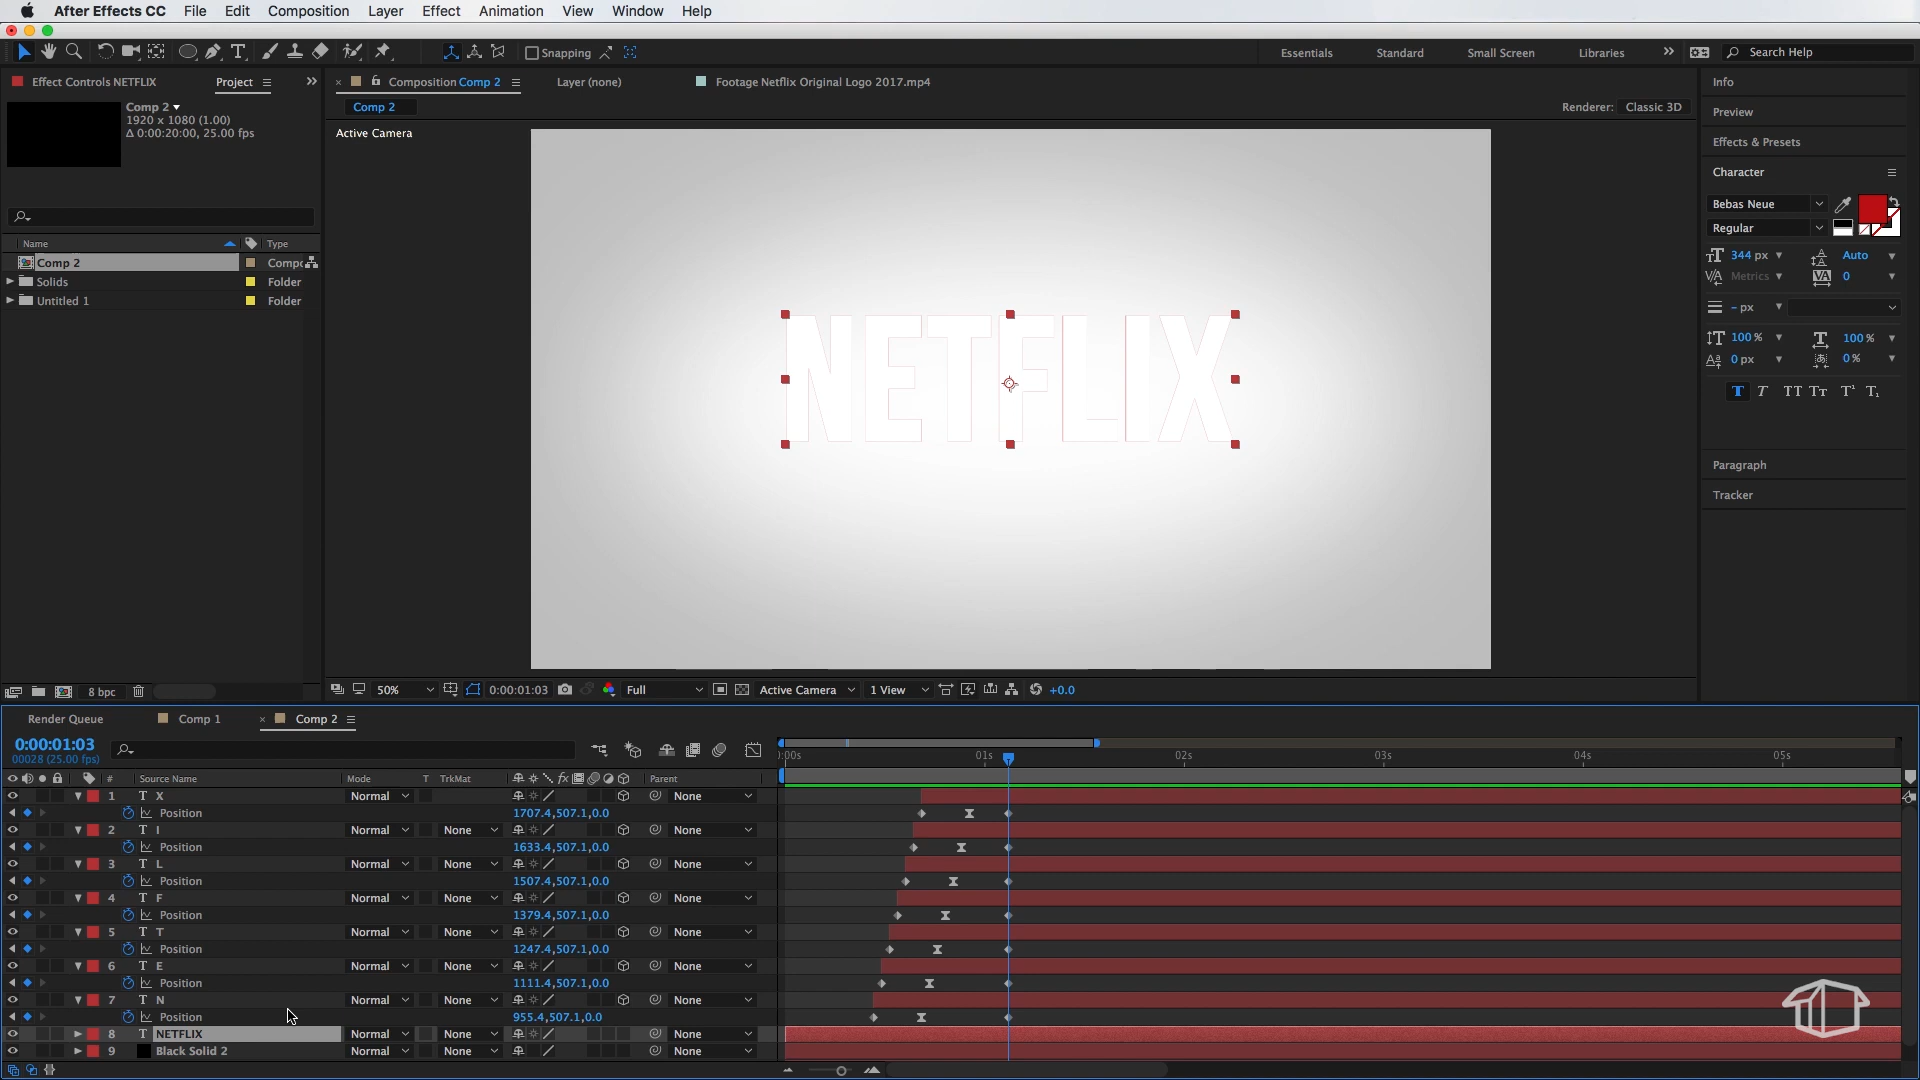 After Effects CC File Edit Composition Layer Effect Animation View Window Help
Snapping Essentials Standard Small Screen Libraries Search Help
Effect Controls NETFLIX Project Composition Comp 2 Layer (none) Footage Netflix Original Logo 2017.mp4 Info
Comp 2
1920 x 1080 (1.00)
Δ 0:00:20:00, 25.00 fps
Comp 2 Renderer: Classic 3D
Active Camera
Preview
Effects & Presets
Character
Bebas Neue
Regular
344 px Auto
Metrics 0
- px
100 % 100 %
0 px 0 %
T T TT Tт T¹ T₁
Paragraph
Tracker
Name Type
Comp 2 Compo
Solids Folder
Untitled 1 Folder
NETFLIX
8 bpc 50% 0:00:01:03 Full Active Camera 1 View +0.0
Render Queue Comp 1 Comp 2
0:00:01:03
00028 (25.00 fps)
:00s 01s 02s 03s 04s 05s
# Source Name Mode T TrkMat fx Parent
1 T X Normal None
Position 1707.4,507.1,0.0
2 T I Normal None None
Position 1633.4,507.1,0.0
3 T L Normal None None
Position 1507.4,507.1,0.0
4 T F Normal None None
Position 1379.4,507.1,0.0
5 T T Normal None None
Position 1247.4,507.1,0.0
6 T E Normal None None
Position 1111.4,507.1,0.0
7 T N Normal None None
Position 955.4,507.1,0.0
8 T NETFLIX Normal None None
9 Black Solid 2 Normal None None